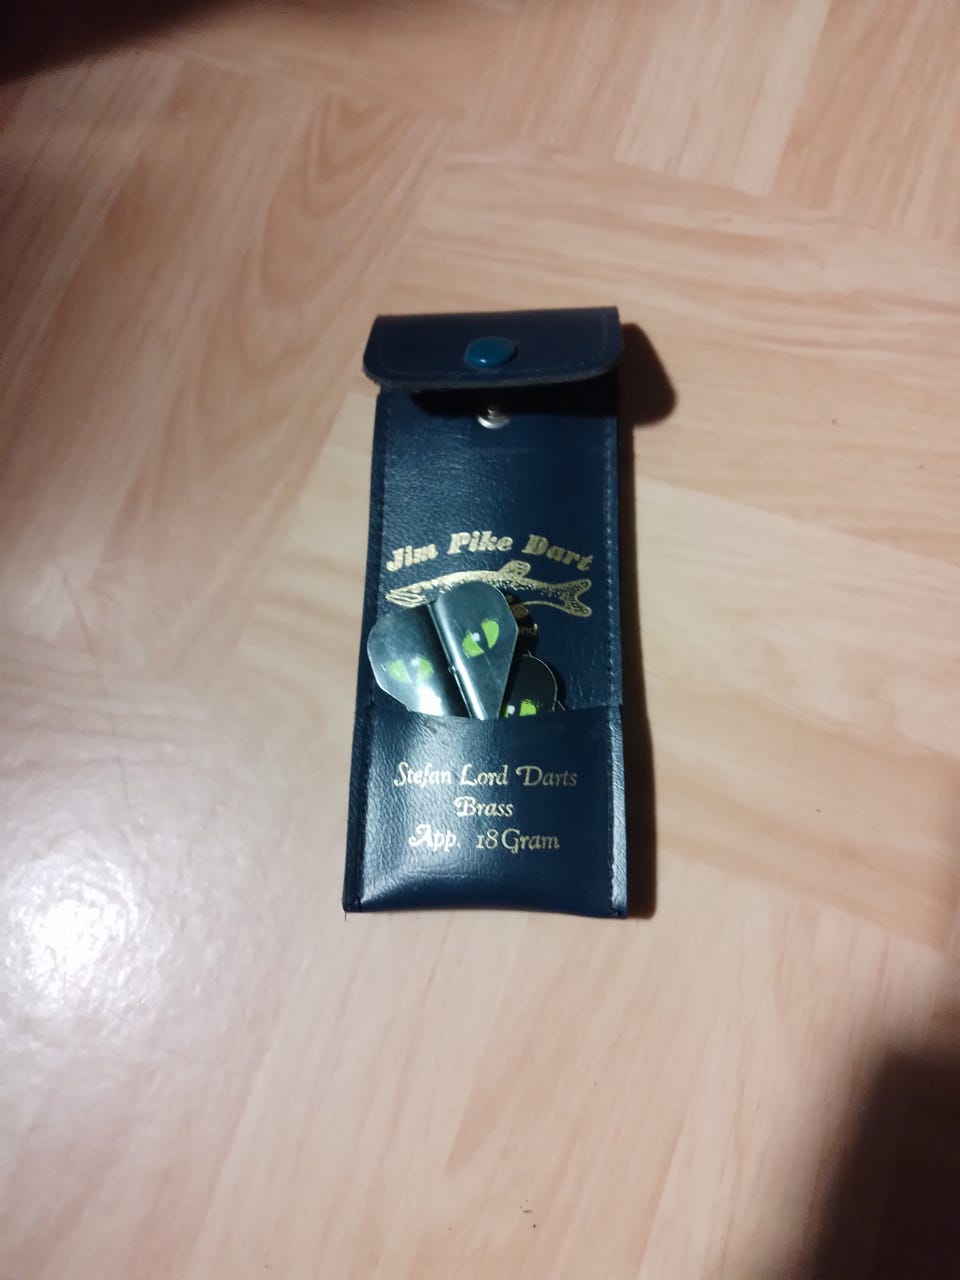 Jim Pike Dart
Stefan Lord Darts
Brass
App. 18 Gram